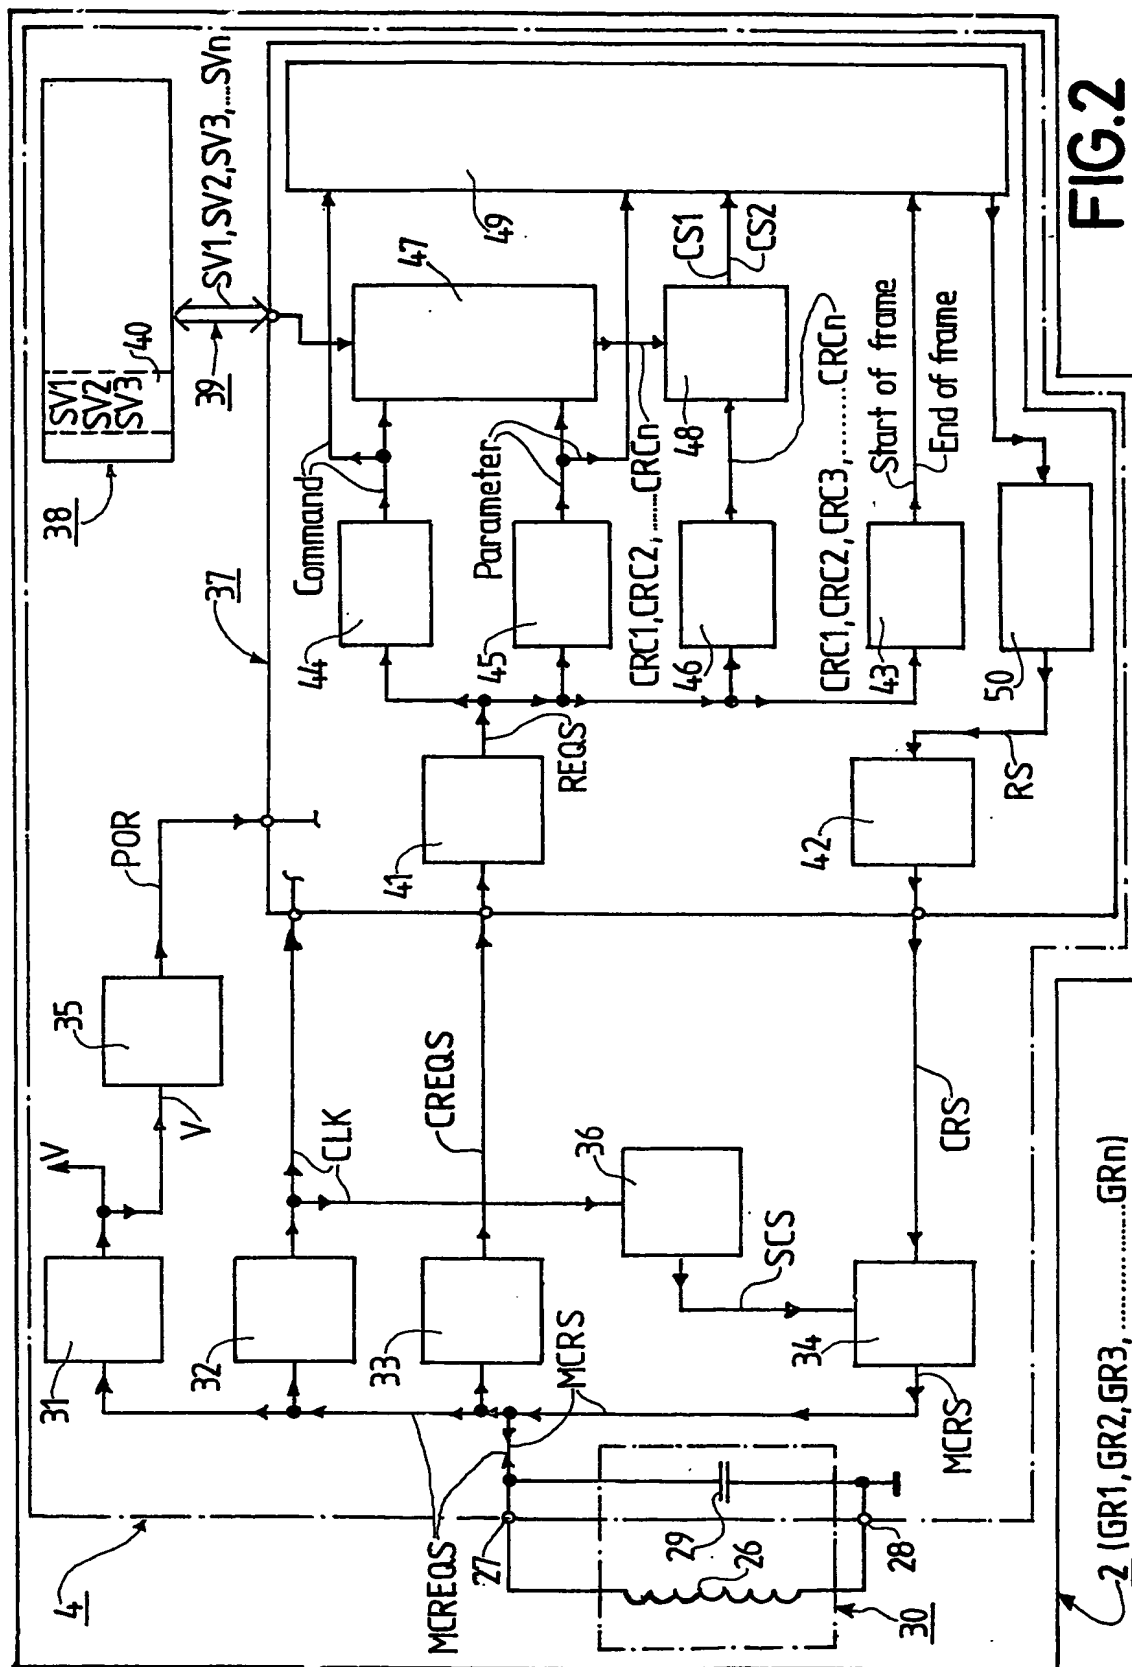 38
SV1
SV2
SV3
40
39
SV1,SV2,SV3,....SVn
37
31
V
V
35
POR
32
CLK
33
CREQS
41
REQS
44
Command
45
Parameter
46
CRC1,CRC2,.......CRCn
47
49
48
CS1
CS2
CRC1,CRC2,CRC3,..........CRCn
43
Start of frame
End of frame
50
RS
42
CRS
36
SCS
34
MCRS
MCRS
MCREQS
27
28
29
26
30
4
2 (GR1,GR2,GR3,............GRn)
FIG.2